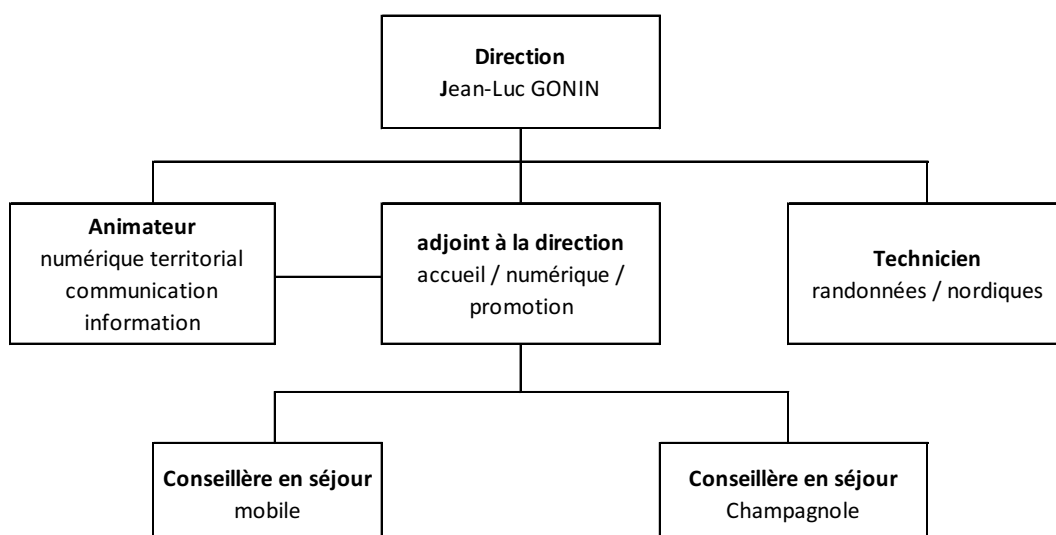 Direction
Jean-Luc GONIN
Animateur
numérique territorial
communication
information
adjoint à la direction
accueil / numérique /
promotion
Technicien
randonnées / nordiques
Conseillère en séjour
mobile
Conseillère en séjour
Champagnole